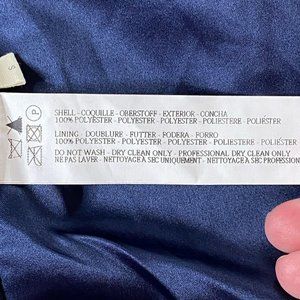 SHELL - COQUILLE - OBERSTOFF - EXTERIOR - CONCHA
100% POLYESTER - POLYESTER - POLYESTER - POLIESTERE - POLIÉSTER
LINING - DOUBLURE - FUTTER - FODERA - FORRO
100% POLYESTER - POLYESTER - POLYESTER - POLIESTERE - POLIÉSTER
DO NOT WASH - DRY CLEAN ONLY - PROFESSIONAL DRY CLEAN ONLY
NE PAS LAVER - NETTOYAGE À SEC UNIQUEMENT - NETTOYAGE À SEC PROFESSION
P
S